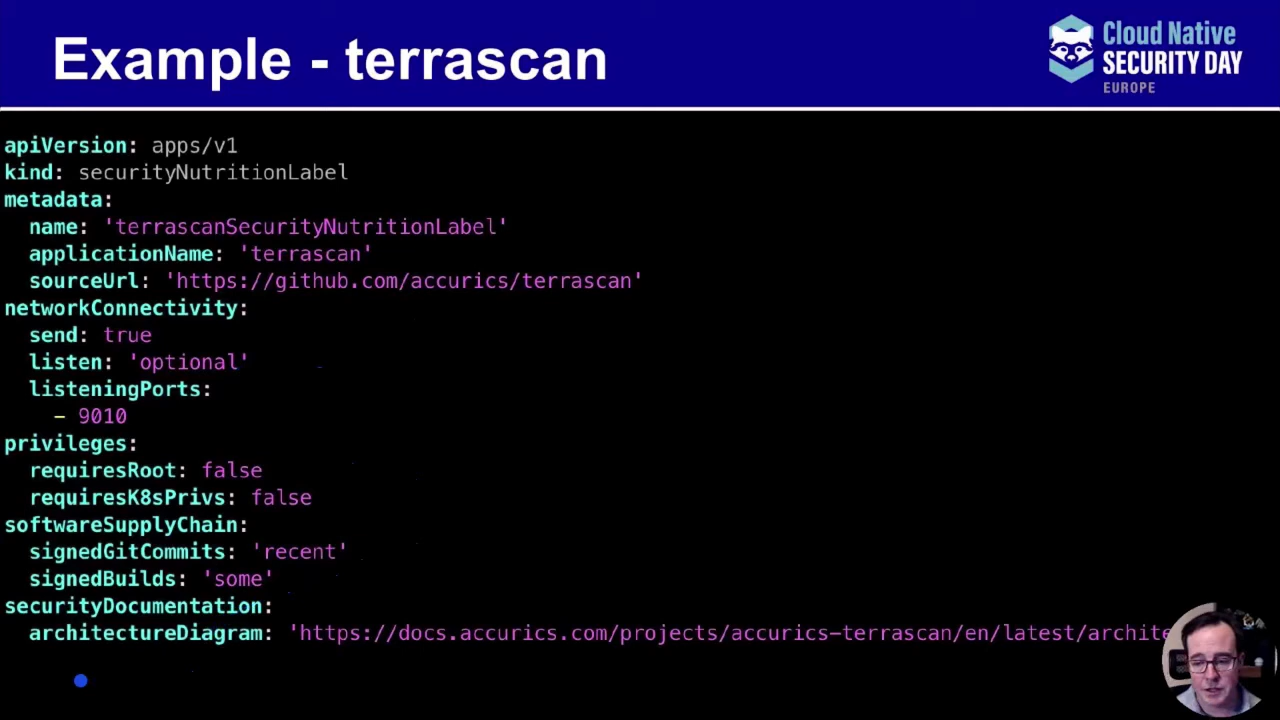 Example - terrascan
Cloud Native
SECURITY DAY
EUROPE
apiVersion: apps/v1
kind: securityNutritionLabel
metadata:
  name: 'terrascanSecurityNutritionLabel'
  applicationName: 'terrascan'
  sourceUrl: 'https://github.com/accurics/terrascan'
networkConnectivity:
  send: true
  listen: 'optional'
  listeningPorts:
    - 9010
privileges:
  requiresRoot: false
  requiresK8sPrivs: false
softwareSupplyChain:
  signedGitCommits: 'recent'
  signedBuilds: 'some'
securityDocumentation:
  architectureDiagram: 'https://docs.accurics.com/projects/accurics-terrascan/en/latest/archite